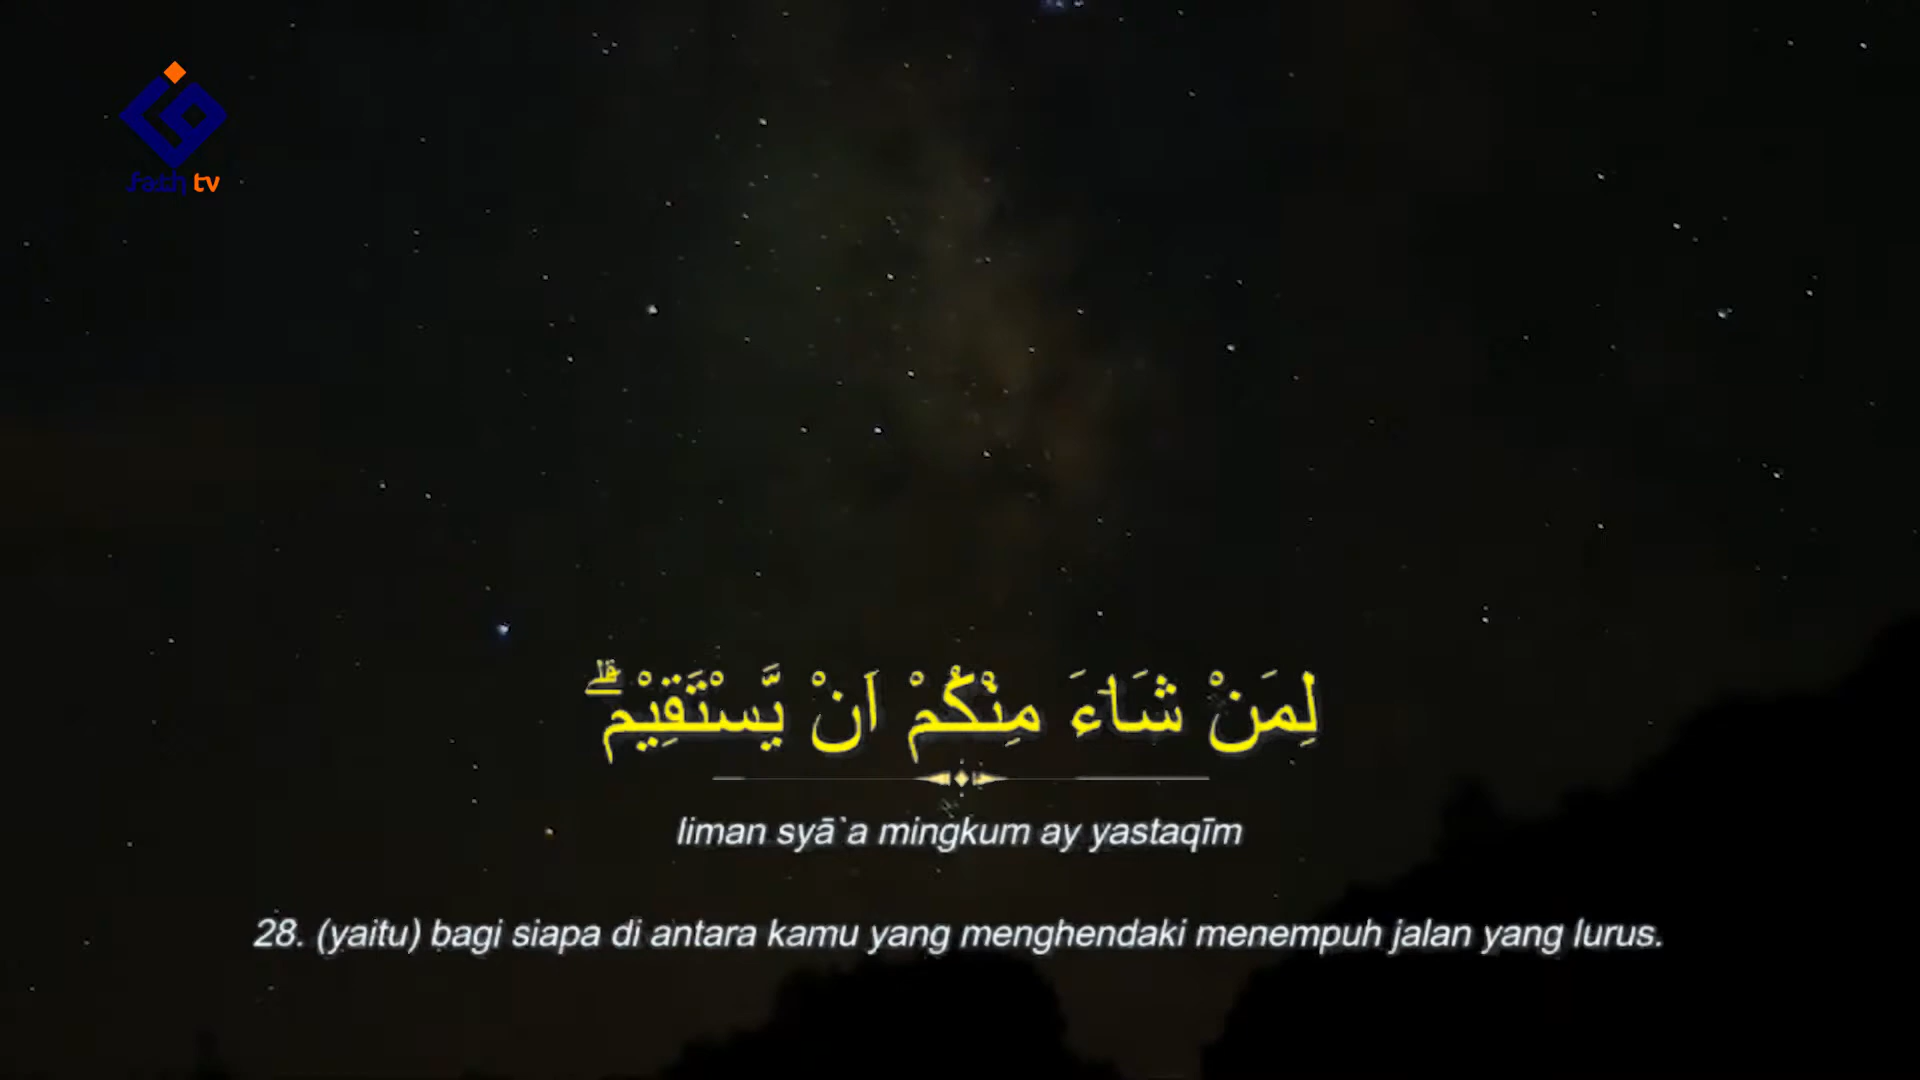 fath tv
لِمَنْ شَاۤءَ مِنْكُمْ اَنْ يَّسْتَقِيْمَۗ
liman syā`a mingkum ay yastaqīm
28. (yaitu) bagi siapa di antara kamu yang menghendaki menempuh jalan yang lurus.